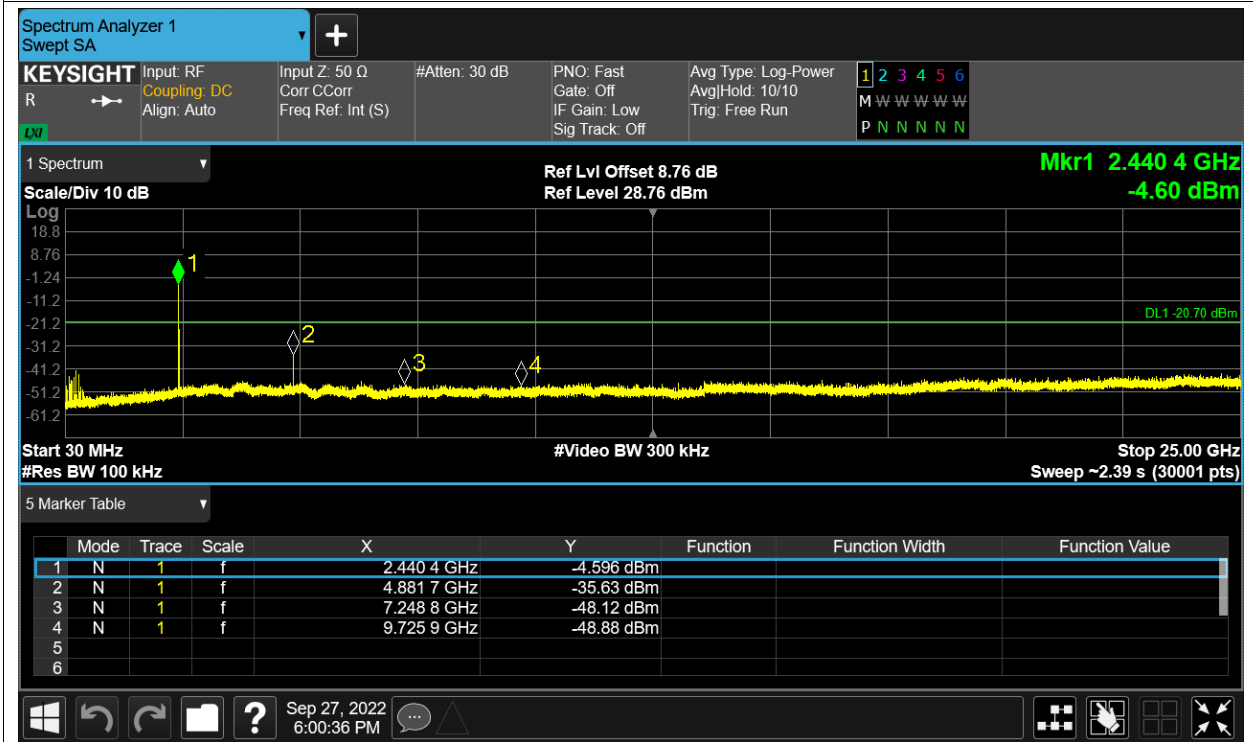 Spectrum Analyzer 1
Swept SA
KEYSIGHT Input: RF Input Z: 50 Ω #Atten: 30 dB PNO: Fast Avg Type: Log-Power 1 2 3 4 5 6
R Coupling: DC Corr CCorr Gate: Off Avg|Hold: 10/10 M W W W W W
Align: Auto Freq Ref: Int (S) IF Gain: Low Trig: Free Run
LXI Sig Track: Off P N N N N N
1 Spectrum Ref Lvl Offset 8.76 dB Mkr1 2.440 4 GHz
Scale/Div 10 dB Ref Level 28.76 dBm -4.60 dBm
Log
18.8
8.76
1
-1.24
-11.2
DL1 -20.70 dBm
-21.2
2
-31.2
3 4
-41.2
-51.2
-61.2
Start 30 MHz #Video BW 300 kHz Stop 25.00 GHz
#Res BW 100 kHz Sweep ~2.39 s (30001 pts)
5 Marker Table
Mode Trace Scale X Y Function Function Width Function Value
1 N 1 f 2.440 4 GHz -4.596 dBm
2 N 1 f 4.881 7 GHz -35.63 dBm
3 N 1 f 7.248 8 GHz -48.12 dBm
4 N 1 f 9.725 9 GHz -48.88 dBm
5
6
? Sep 27, 2022
6:00:36 PM